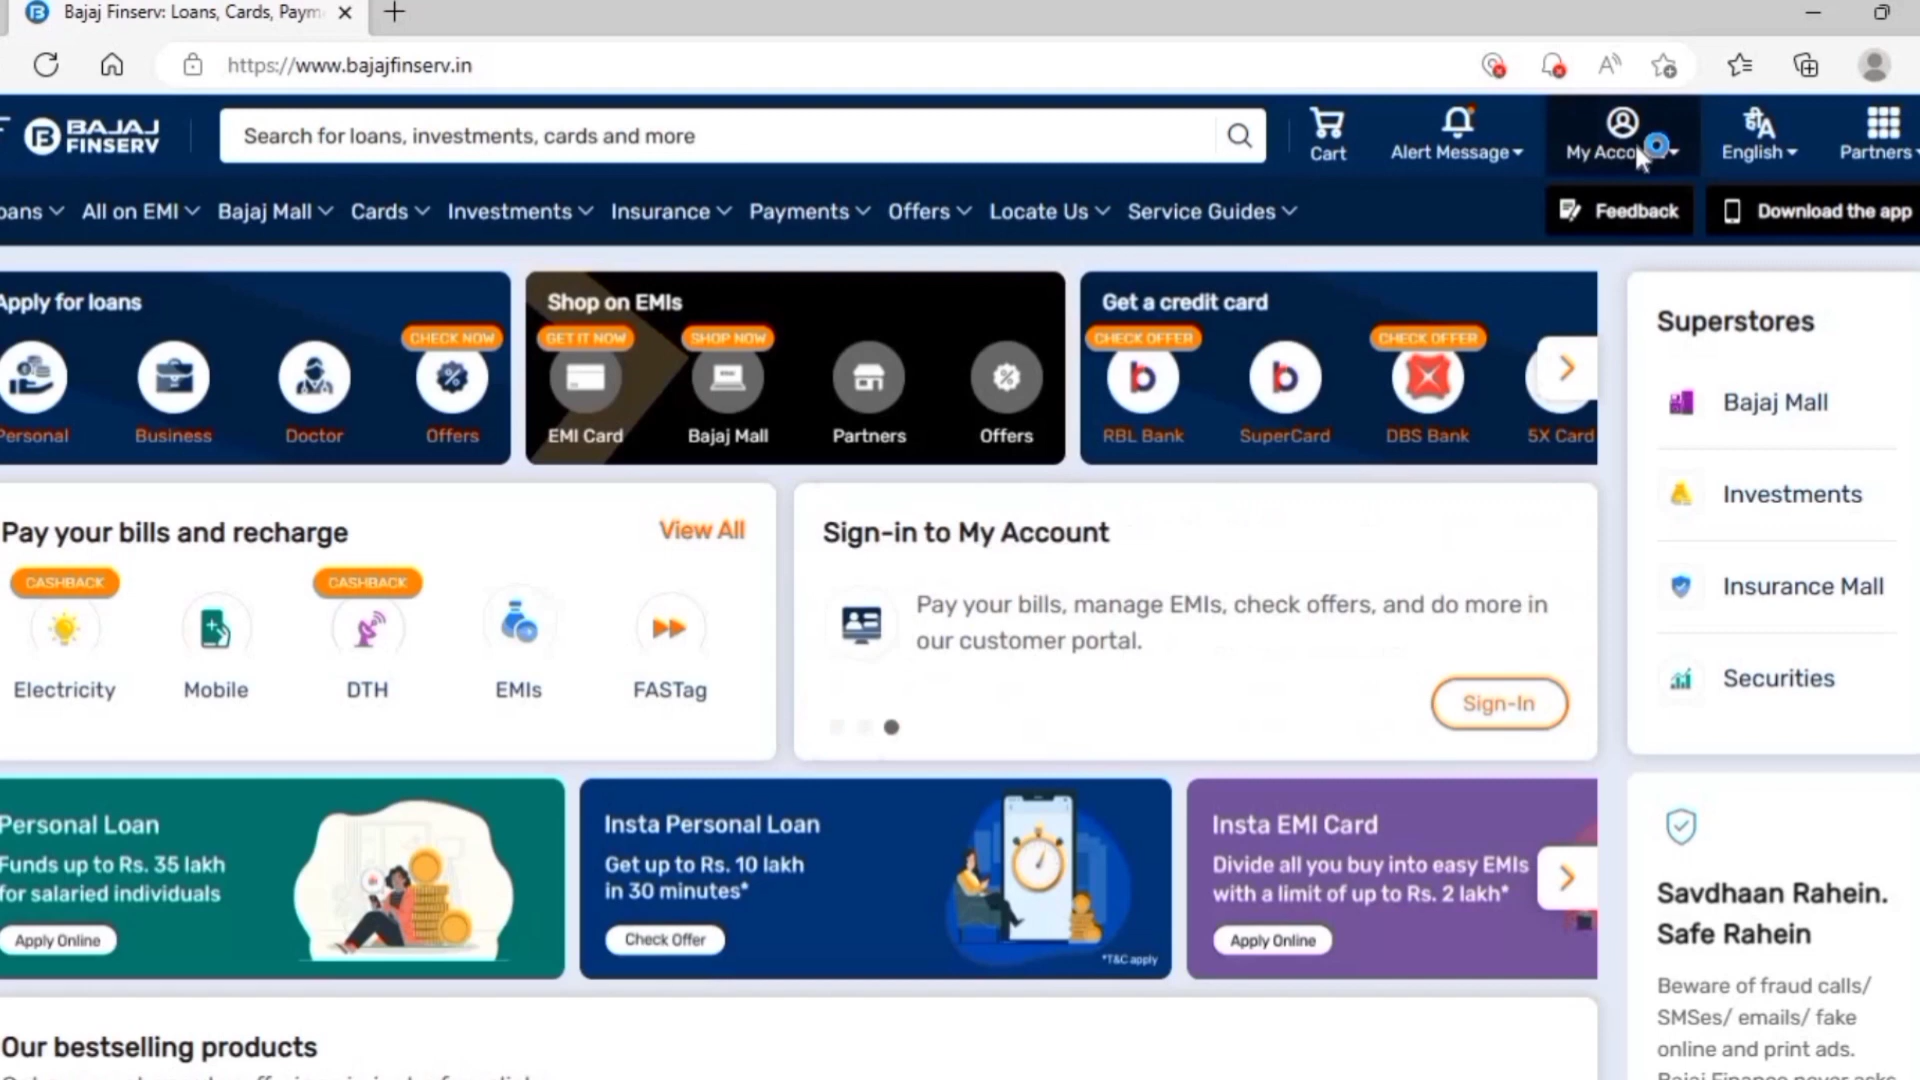 Bajaj Finserv: Loans, Cards, Paym
https://www.bajajfinserv.in
BAJAJ FINSERV
Search for loans, investments, cards and more
Cart
Alert Message
My Acco
English
Partners
oans
All on EMI
Bajaj Mall
Cards
Investments
Insurance
Payments
Offers
Locate Us
Service Guides
Feedback
Download the app
Apply for loans
CHECK NOW
Personal
Business
Doctor
Offers
Shop on EMIs
GET IT NOW
SHOP NOW
EMI Card
Bajaj Mall
Partners
Offers
Get a credit card
CHECK OFFER
CHECK OFFER
RBL Bank
SuperCard
DBS Bank
5X Card
Superstores
Bajaj Mall
Investments
Insurance Mall
Securities
Pay your bills and recharge
View All
CASHBACK
CASHBACK
Electricity
Mobile
DTH
EMIs
FASTag
Sign-in to My Account
Pay your bills, manage EMIs, check offers, and do more in
our customer portal.
Sign-In
Personal Loan
Funds up to Rs. 35 lakh
for salaried individuals
Apply Online
Insta Personal Loan
Get up to Rs. 10 lakh
in 30 minutes*
Check Offer
*T&C apply
Insta EMI Card
Divide all you buy into easy EMIs
with a limit of up to Rs. 2 lakh*
Apply Online
Savdhaan Rahein.
Safe Rahein
Beware of fraud calls/
SMSes/ emails/ fake
online and print ads.
Bajaj Finance never asks
Our bestselling products